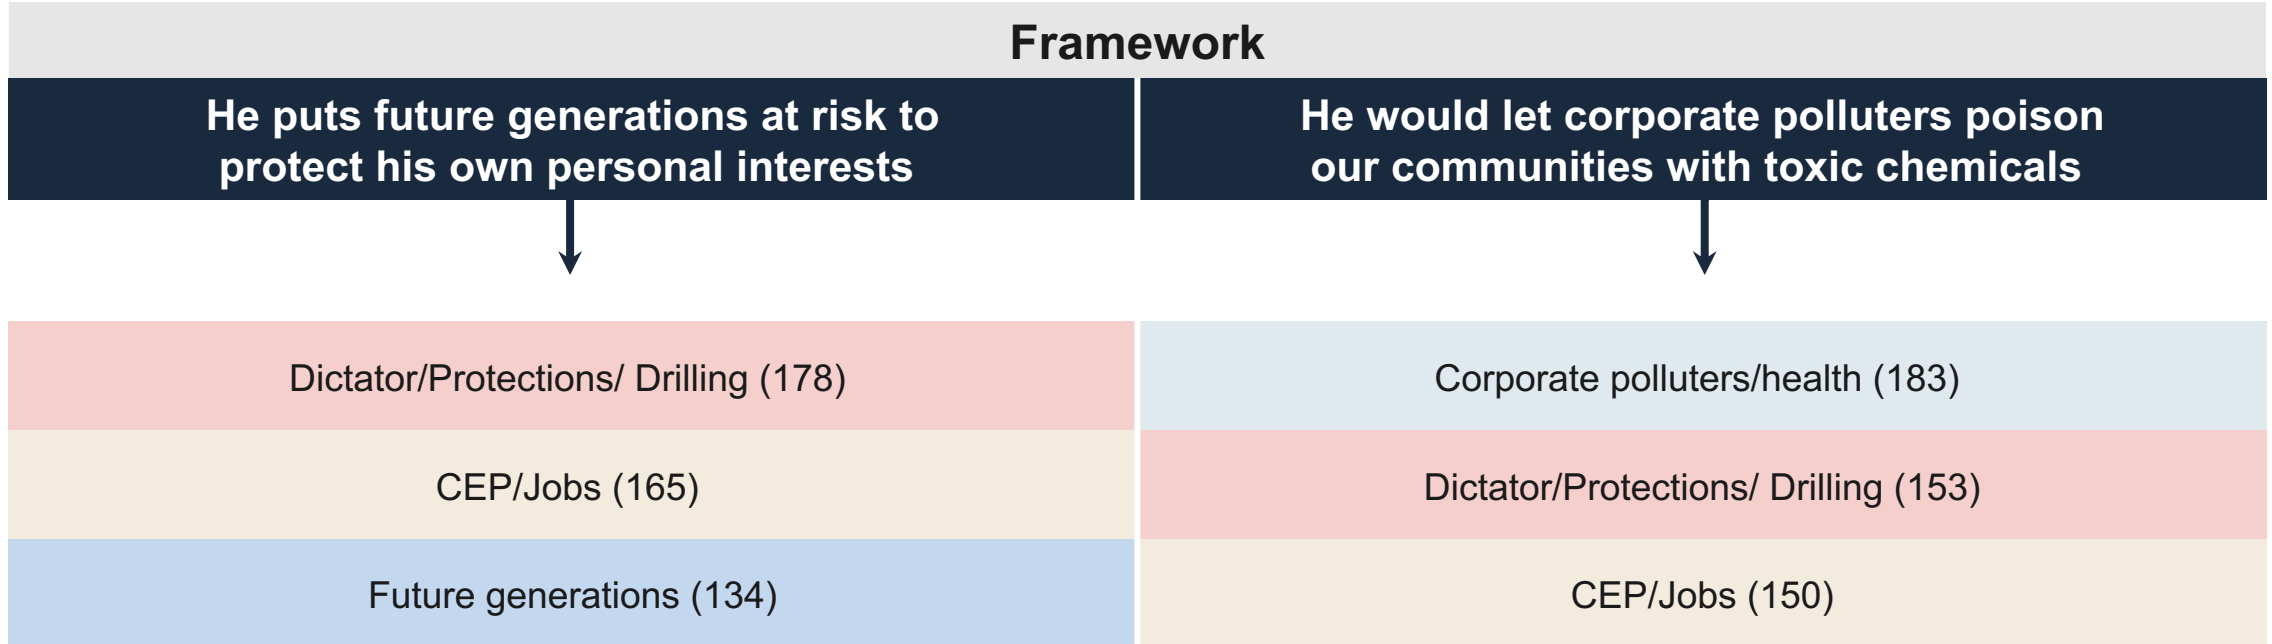 Framework
He puts future generations at risk to
protect his own personal interests
He would let corporate polluters poison
our communities with toxic chemicals
Dictator/Protections/ Drilling (178)
Corporate polluters/health (183)
CEP/Jobs (165)
Dictator/Protections/ Drilling (153)
Future generations (134)
CEP/Jobs (150)